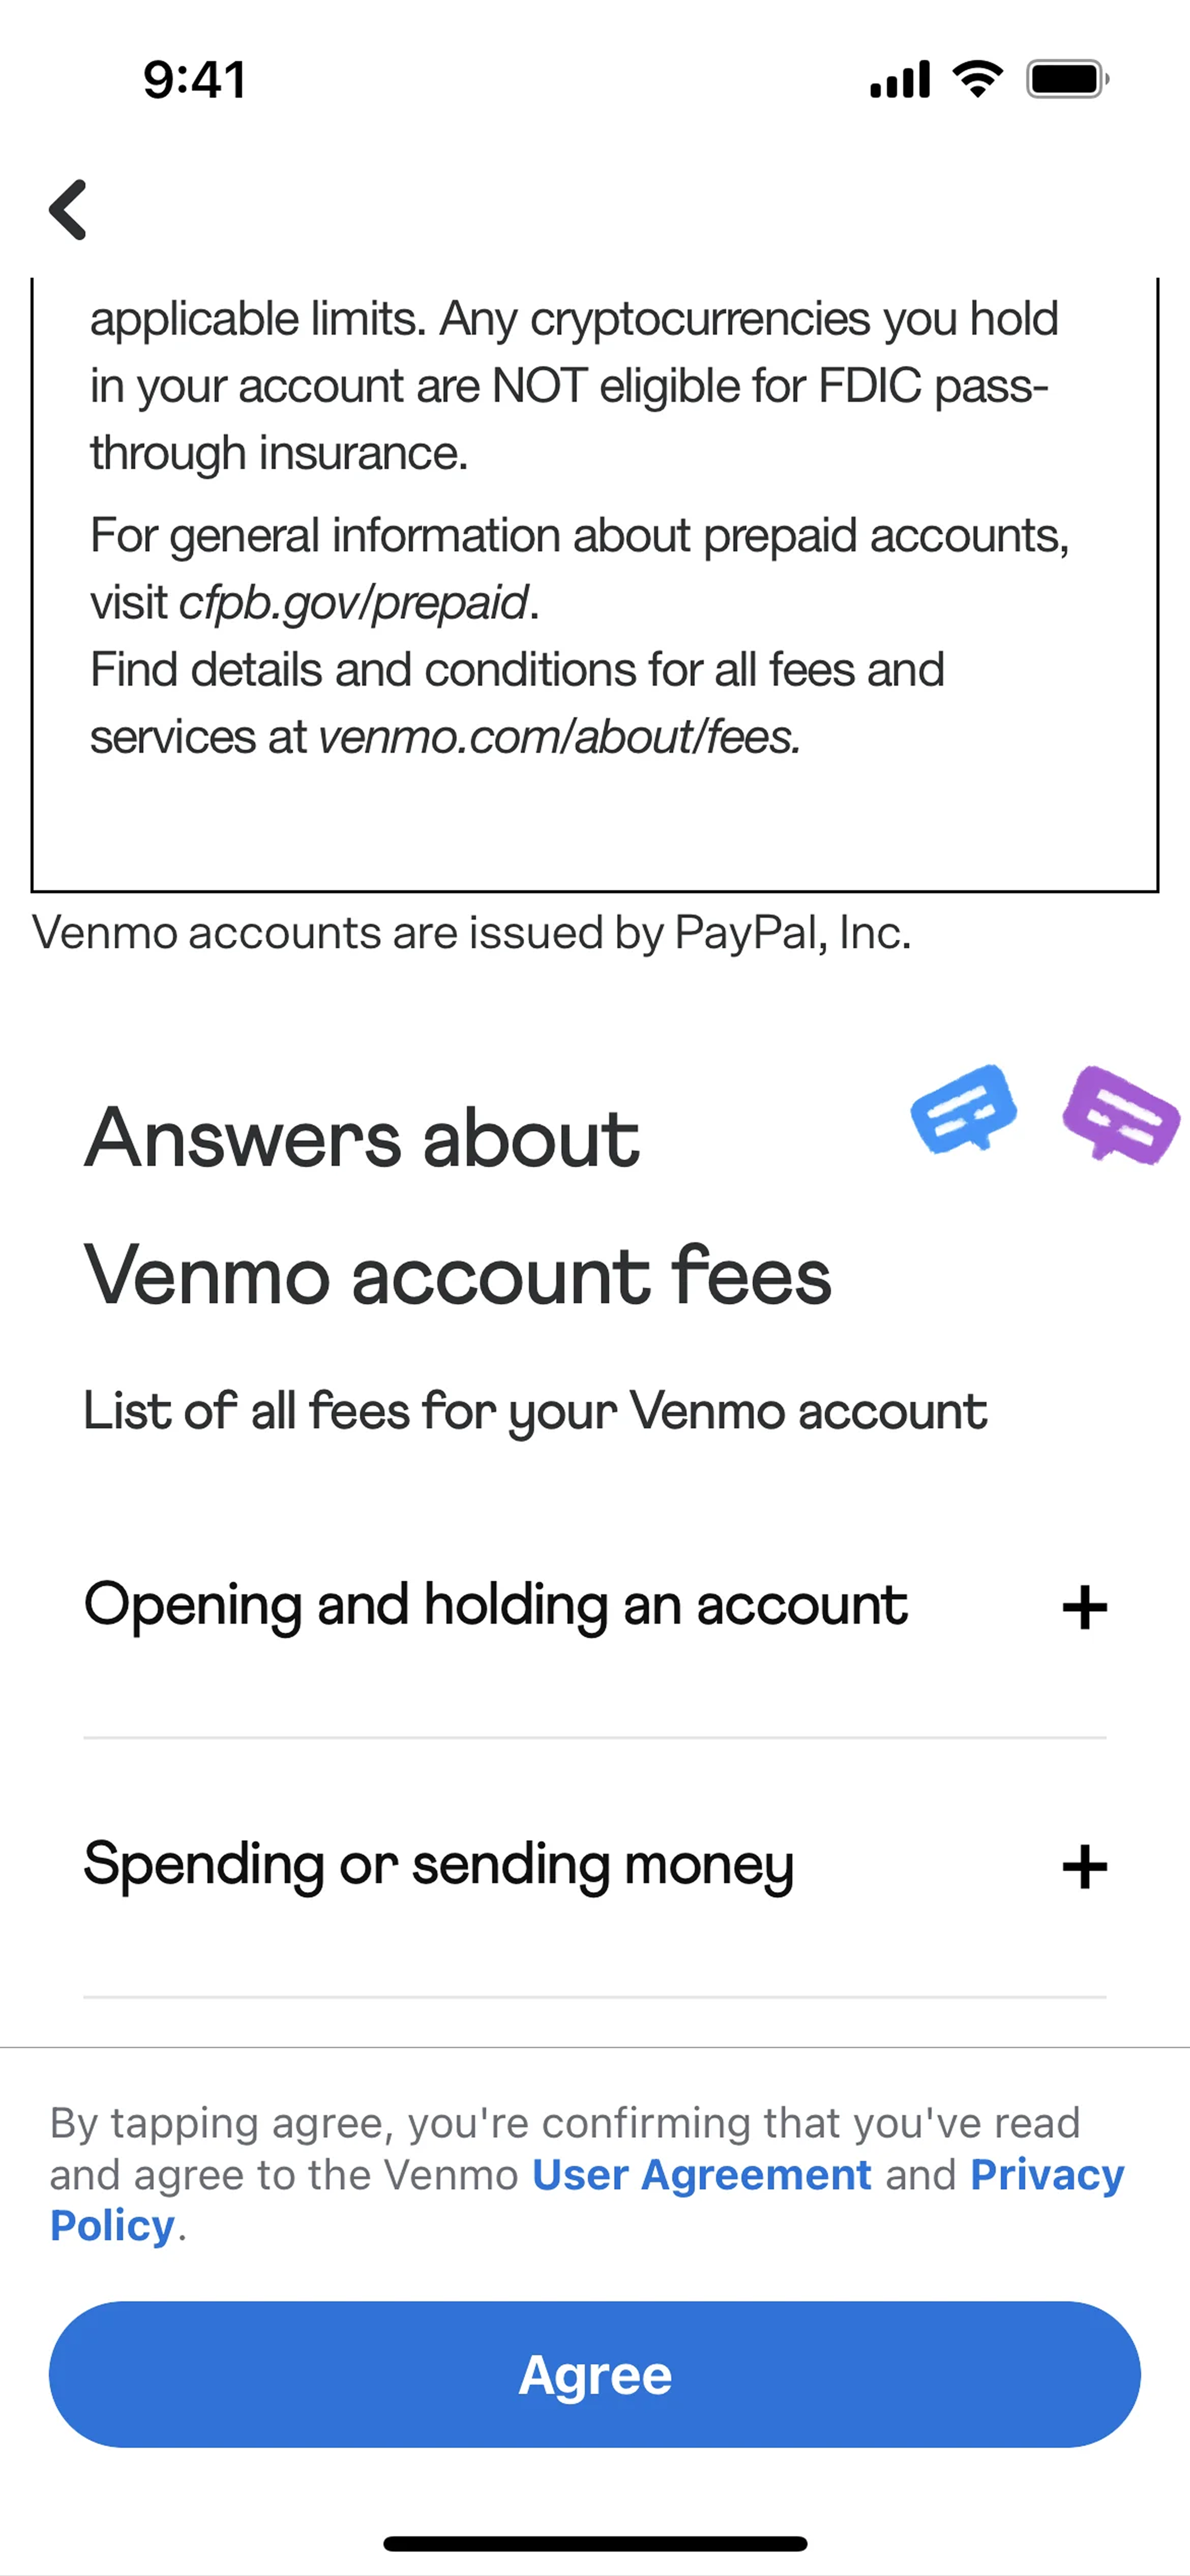 9:41
applicable limits. Any cryptocurrencies you hold
in your account are NOT eligible for FDIC pass-
through insurance.
For general information about prepaid accounts,
visit cfpb.gov/prepaid.
Find details and conditions for all fees and
services at venmo.com/about/fees.
Venmo accounts are issued by PayPal, Inc.
Answers about
Venmo account fees
List of all fees for your Venmo account
Opening and holding an account +
Spending or sending money +
By tapping agree, you're confirming that you've read
and agree to the Venmo User Agreement and Privacy
Policy.
Agree